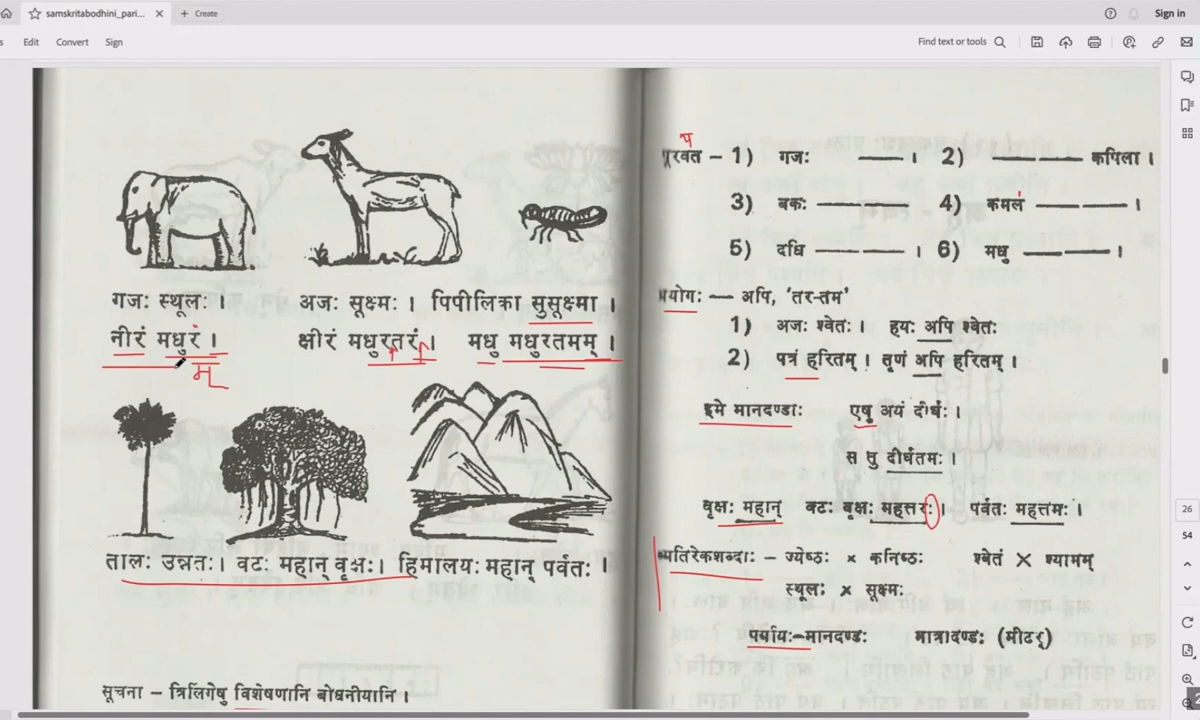 samskritabodhini_pari... × + Create Sign in
Edit Convert Sign Find text or tools
गजः स्थूलः । अजः सूक्ष्मः । पिपीलिका सुसूक्ष्मा ।
नीरं मधुरं । क्षीरं मधुरतरं । मधु मधुरतमम् ।
म्
तालः उन्नतः। वटः महान् वृक्षः। हिमालयः महान् पर्वतः ।
सूचना – त्रिलिंगेषु विशेषणानि बोधनीयानि ।
प
पूरवत – 1) गजः —— । 2) —— —— कपिला ।
3) बकः —— —— 4) कमलं —— —— ।
5) दधि —— —— । 6) मधु —— —— ।
प्रयोगः — अपि, ‘तर-तम’
1) अजः श्वेतः । हयः अपि श्वेतः
2) पत्रं हरितम् । तृणं अपि हरितम् ।
इमे मानदण्डाः एषु अयं दीर्घः ।
स तु दीर्घतमः ।
वृक्षः महान् वटः वृक्षः महत्तरः । पर्वतः महत्तमः ।
व्यतिरेकशब्दाः – ज्येष्ठः × कनिष्ठः श्वेतं × श्यामम्
स्थूलः × सूक्ष्मः
पर्यायः–मानदण्डः मात्रादण्डः (मीटर्)
26
54